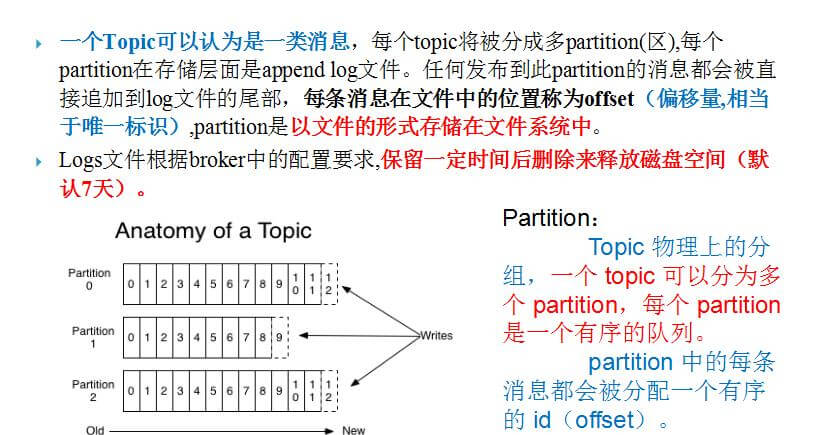 一个Topic可以认为是一类消息，每个topic将被分成多partition(区),每个
partition在存储层面是append log文件。任何发布到此partition的消息都会被直
接追加到log文件的尾部，每条消息在文件中的位置称为offset（偏移量,相当
于唯一标识）,partition是以文件的形式存储在文件系统中。
Logs文件根据broker中的配置要求,保留一定时间后删除来释放磁盘空间（默
认7天）。
Anatomy of a Topic
Partition
0
0 1 2 3 4 5 6 7 8 9 10 11 12
Partition
1
0 1 2 3 4 5 6 7 8 9
Partition
2
0 1 2 3 4 5 6 7 8 9 10 11 12
Writes
Old
New
Partition：
Topic 物理上的分
组，一个 topic 可以分为多
个 partition，每个 partition
是一个有序的队列。
partition 中的每条
消息都会被分配一个有序
的 id（offset）。